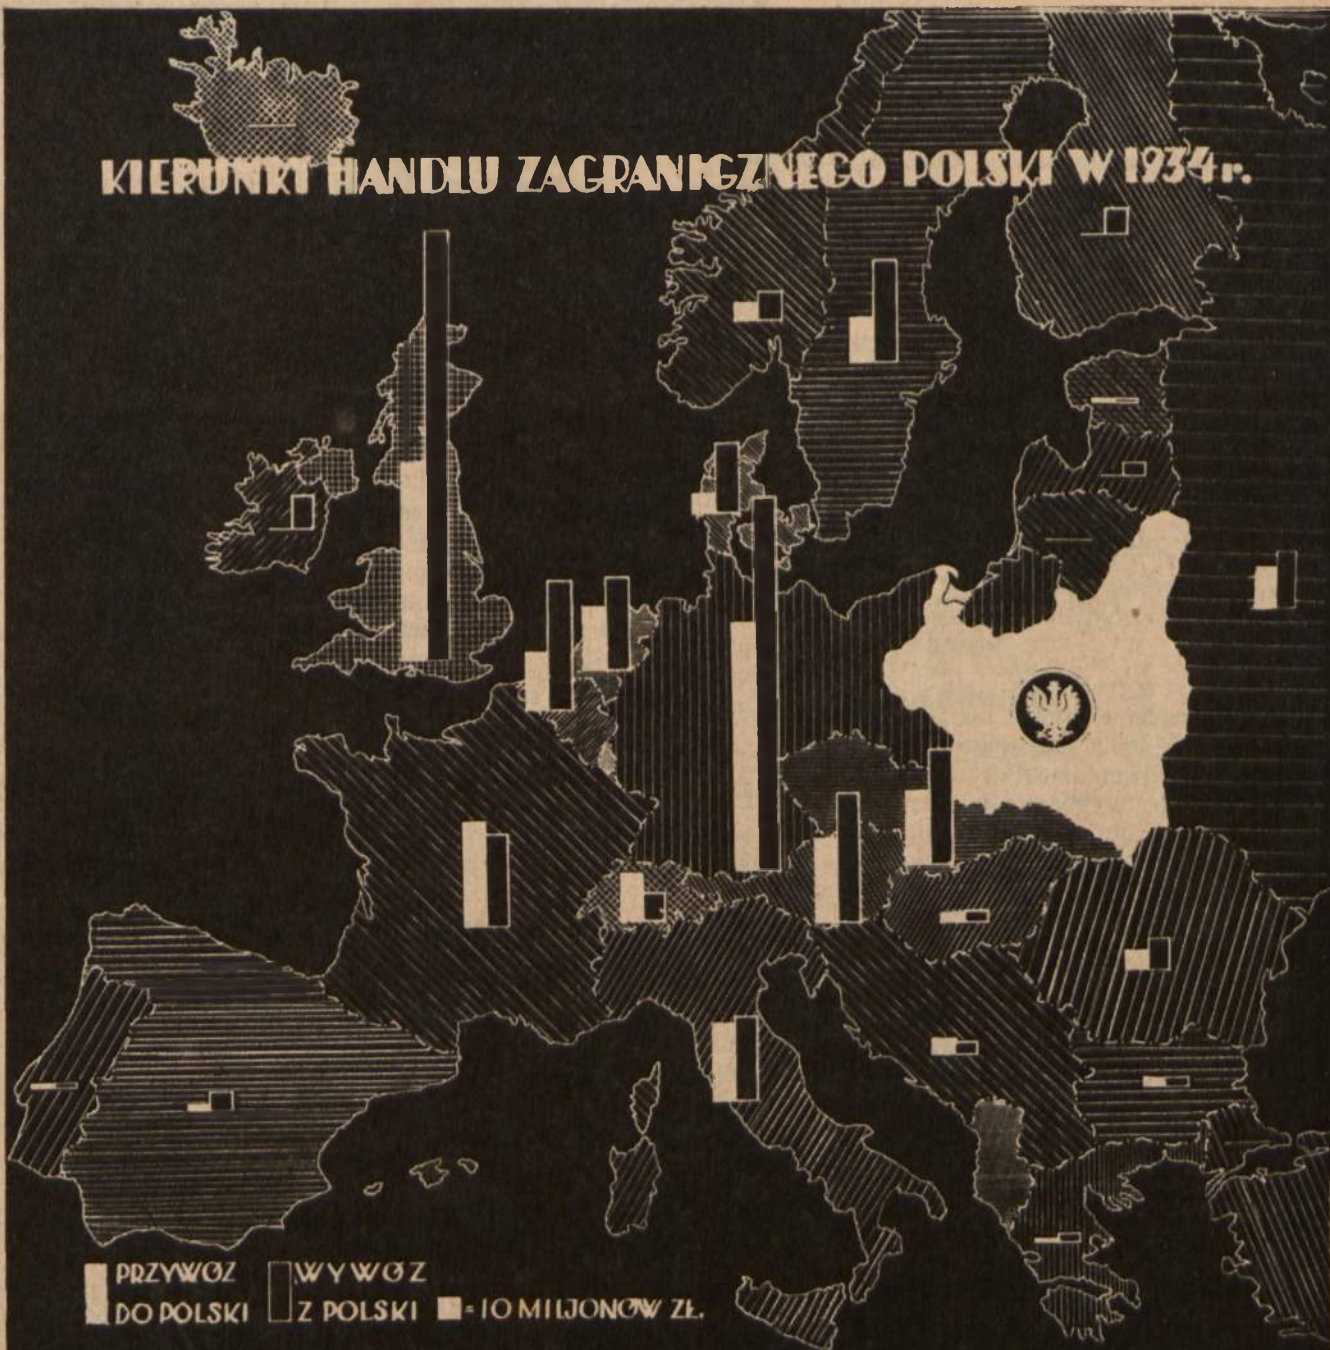 KIERUNKI HANDLU ZAGRANICZNEGO POLSKI W 1934 r.
PRZYWÓZ
DO POLSKI
WYWÓZ
Z POLSKI
= 10 MILJONÓW ZŁ.